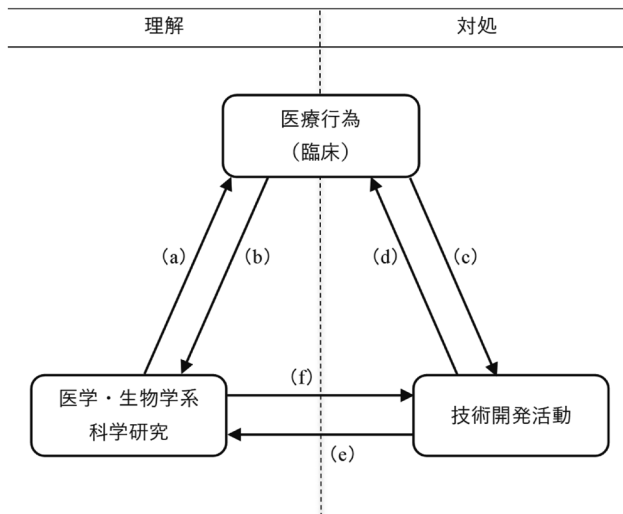 理解
対処
医療行為
（臨床）
（a）
（b）
（d）
（c）
医学・生物学系
科学研究
（f）
技術開発活動
（e）